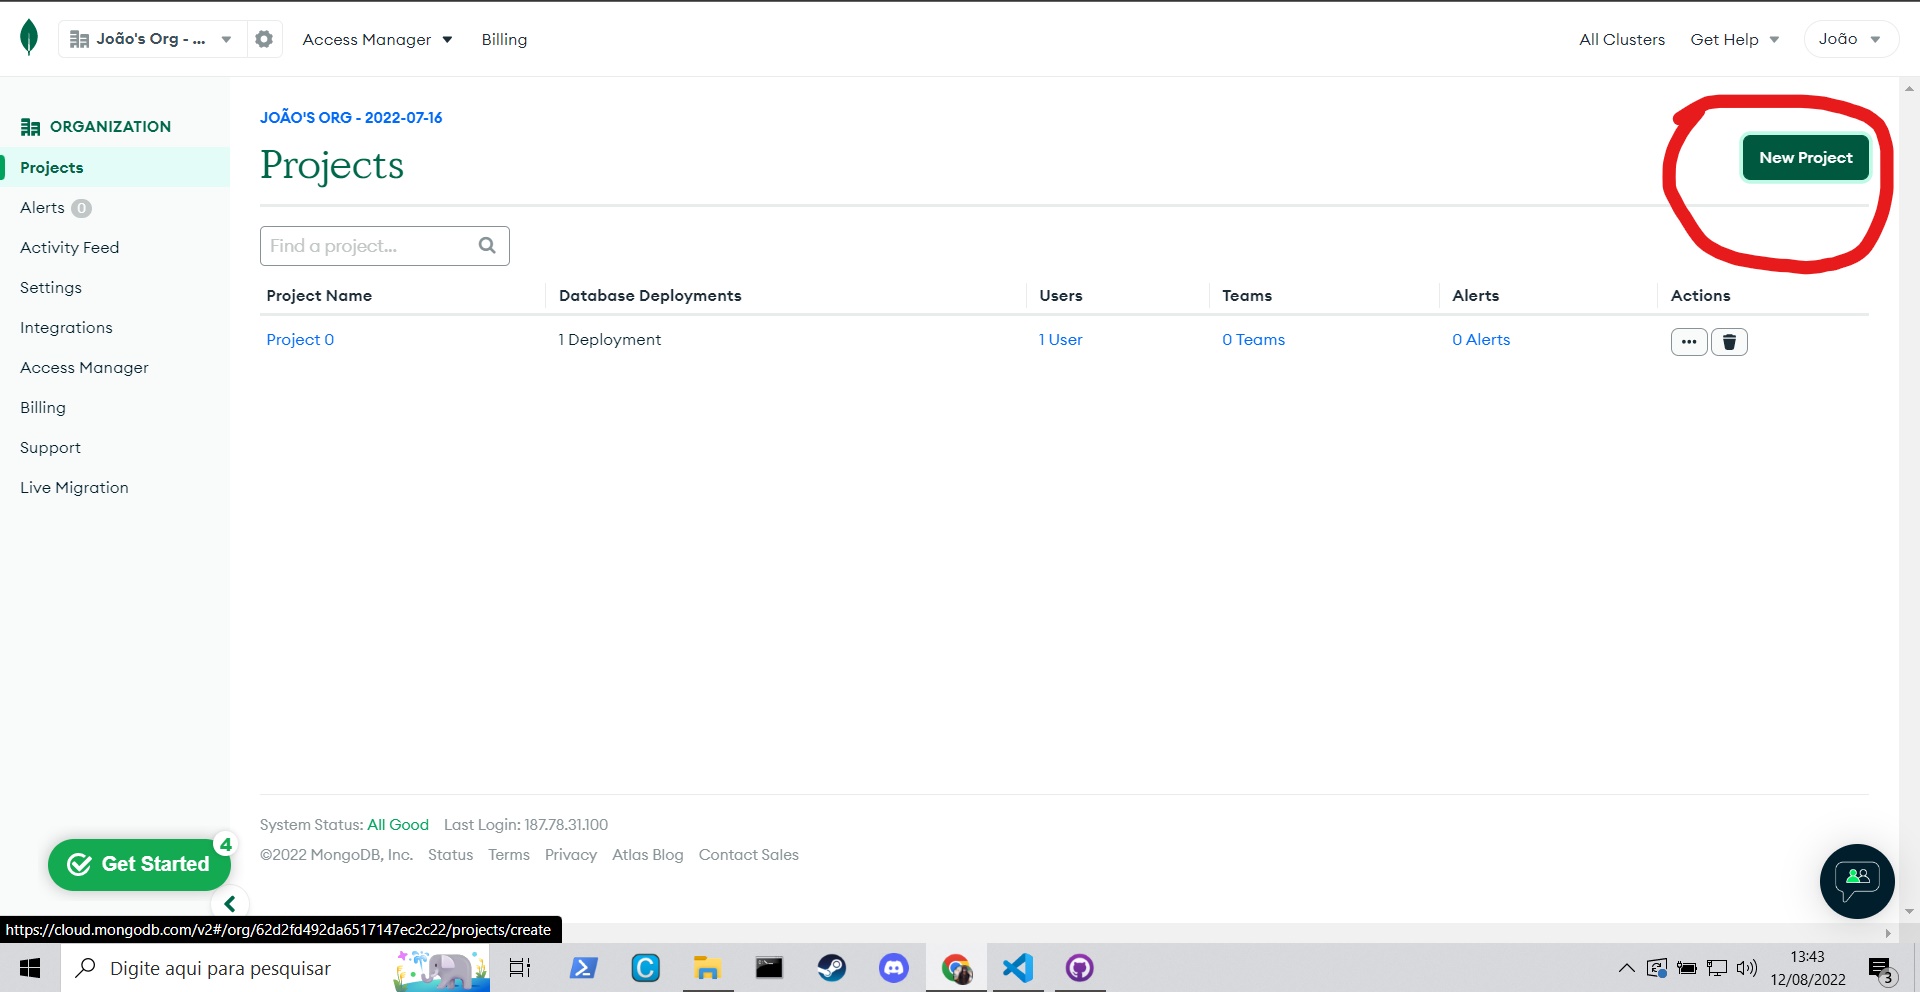 João's Org - ...
Access Manager
Billing
All Clusters
Get Help
João
ORGANIZATION
Projects
Alerts 0
Activity Feed
Settings
Integrations
Access Manager
Billing
Support
Live Migration
JOÃO'S ORG - 2022-07-16
Projects
New Project
Find a project...
Project Name Database Deployments Users Teams Alerts Actions
Project 0 1 Deployment 1 User 0 Teams 0 Alerts
System Status: All Good Last Login: 187.78.31.100
©2022 MongoDB, Inc. Status Terms Privacy Atlas Blog Contact Sales
Get Started
4
https://cloud.mongodb.com/v2#/org/62d2fd492da6517147ec2c22/projects/create
Digite aqui para pesquisar
13:43
12/08/2022
3